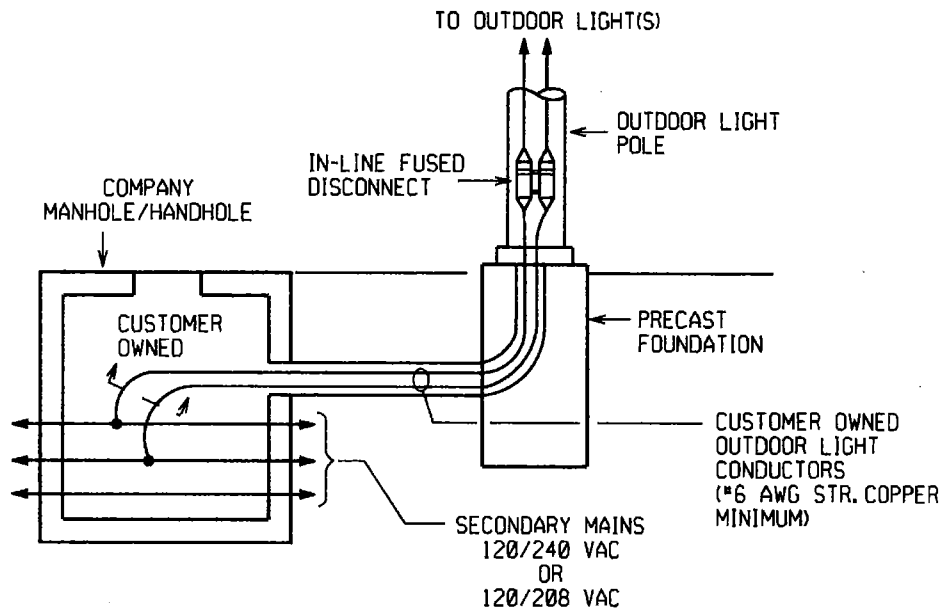 TO OUTDOOR LIGHT(S)
OUTDOOR LIGHT
POLE
IN-LINE FUSED
DISCONNECT
COMPANY
MANHOLE/HANDHOLE
CUSTOMER
OWNED
PRECAST
FOUNDATION
CUSTOMER OWNED
OUTDOOR LIGHT
CONDUCTORS
(#6 AWG STR. COPPER
MINIMUM)
SECONDARY MAINS
120/240 VAC
OR
120/208 VAC